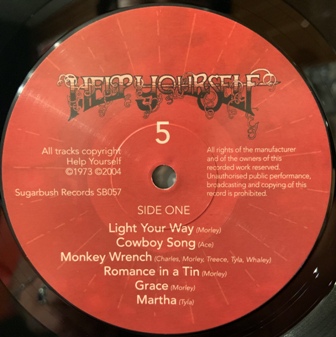 HELP YOURSELF
5
All tracks copyright
Help Yourself
©1973 ©2004
Sugarbush Records SB057
All rights of the manufacturer
and of the owners of this
recorded work reserved.
Unauthorised public performance,
broadcasting and copying of this
record is prohibited.
SIDE ONE
Light Your Way (Morley)
Cowboy Song (Ace)
Monkey Wrench (Charles, Morley, Treece, Tyla, Whaley)
Romance in a Tin (Morley)
Grace (Morley)
Martha (Tyla)